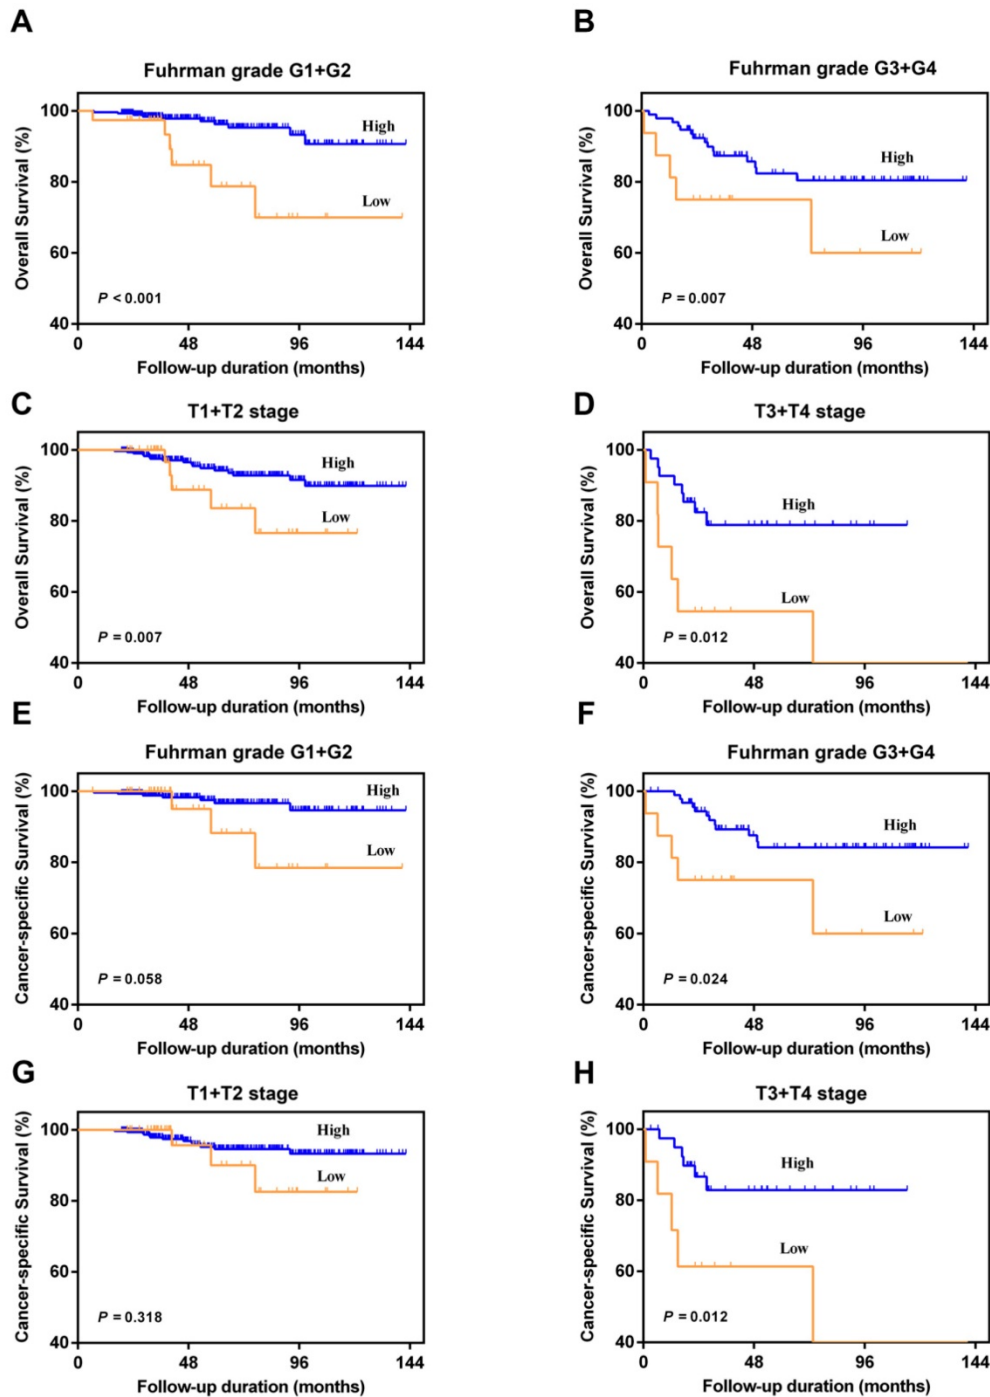 A
Fuhrman grade G1+G2
Overall Survival (%)
100
80
60
40
High
Low
P < 0.001
0 48 96 144
Follow-up duration (months)
B
Fuhrman grade G3+G4
Overall Survival (%)
100
80
60
40
High
Low
P = 0.007
0 48 96 144
Follow-up duration (months)
C
T1+T2 stage
Overall Survival (%)
100
80
60
40
High
Low
P = 0.007
0 48 96 144
Follow-up duration (months)
D
T3+T4 stage
Overall Survival (%)
100
80
60
40
High
Low
P = 0.012
0 48 96 144
Follow-up duration (months)
E
Fuhrman grade G1+G2
Cancer-specific Survival (%)
100
80
60
40
High
Low
P = 0.058
0 48 96 144
Follow-up duration (months)
F
Fuhrman grade G3+G4
Cancer-specific Survival (%)
100
80
60
40
High
Low
P = 0.024
0 48 96 144
Follow-up duration (months)
G
T1+T2 stage
Cancer-specific Survival (%)
100
80
60
40
High
Low
P = 0.318
0 48 96 144
Follow-up duration (months)
H
T3+T4 stage
Cancer-specific Survival (%)
100
80
60
40
High
Low
P = 0.012
0 48 96 144
Follow-up duration (months)